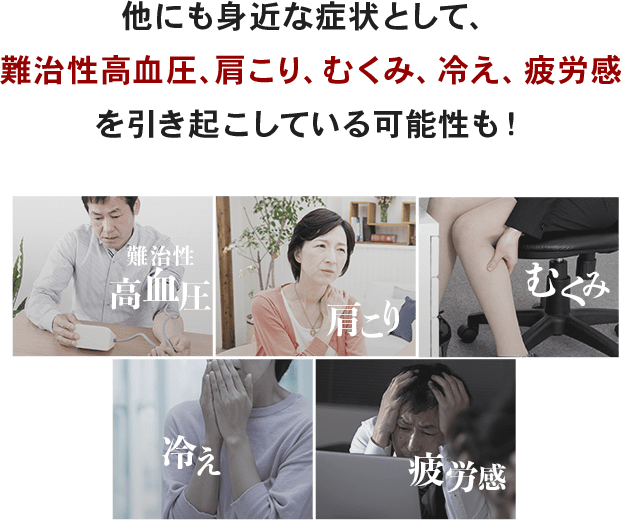 他にも身近な症状として、
難治性高血圧、肩こり、むくみ、冷え、疲労感
を引き起こしている可能性も！
難治性
高血圧
肩こり
むくみ
冷え
疲労感